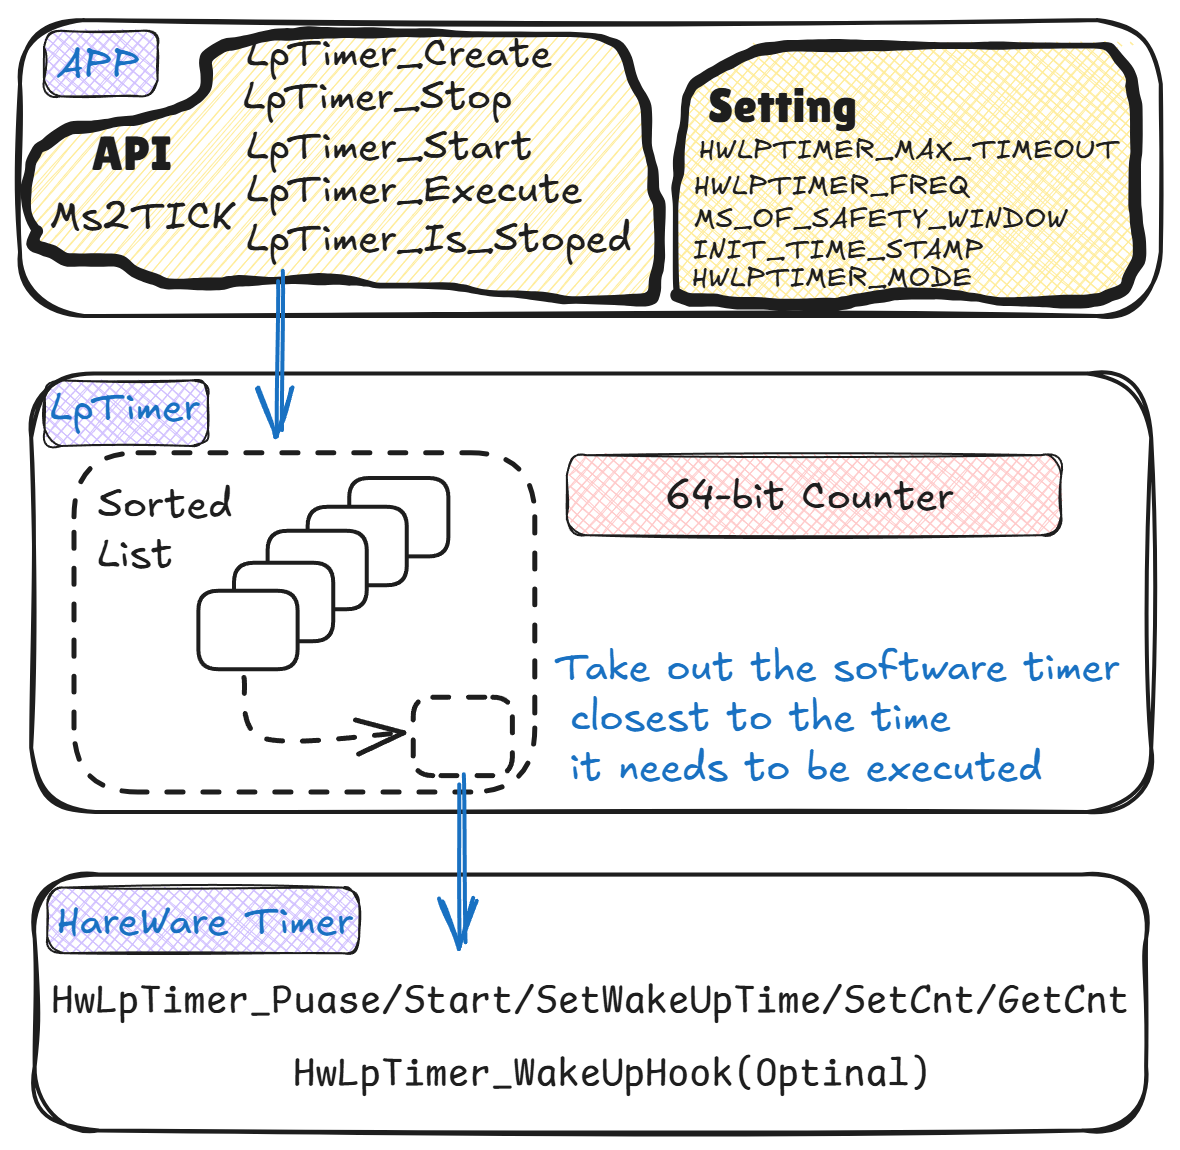 APP
API
Ms2TICK
LpTimer_Create
LpTimer_Stop
LpTimer_Start
LpTimer_Execute
LpTimer_Is_Stoped
Setting
HWLPTIMER_MAX_TIMEOUT
HWLPTIMER_FREQ
MS_OF_SAFETY_WINDOW
INIT_TIME_STAMP
HWLPTIMER_MODE
LpTimer
Sorted
List
64-bit Counter
Take out the software timer
closest to the time
it needs to be executed
HareWare Timer
HwLpTimer_Puase/Start/SetWakeUpTime/SetCnt/GetCnt
HwLpTimer_WakeUpHook(Optinal)